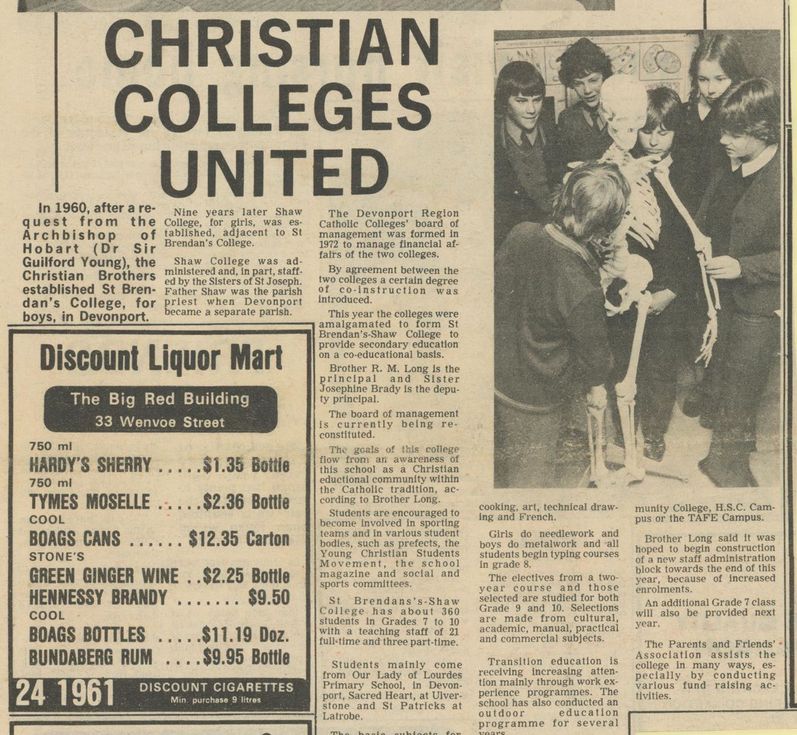 CHRISTIAN
COLLEGES
UNITED
In 1960, after a re-
quest from the
Archbishop of
Hobart (Dr Sir
Guilford Young), the
Christian Brothers
established St Bren-
dan's College, for
boys, in Devonport.
Nine years later Shaw
College, for girls, was es-
tablished, adjacent to St
Brendan's College.
Shaw College was ad-
ministered and, in part, staff-
ed by the Sisters of St Joseph.
Father Shaw was the parish
priest when Devonport
became a separate parish.
The Devonport Region
Catholic Colleges' board of
management was formed in
1972 to manage financial af-
fairs of the two colleges.
By agreement between the
two colleges a certain degree
of co-instruction was
introduced.
This year the colleges were
amalgamated to form St
Brendan's-Shaw College to
provide secondary education
on a co-educational basis.
Brother R. M. Long is the
principal and Sister
Josephine Brady is the depu-
ty principal.
The board of management
is currently being re-
constituted.
The goals of this college
flow from an awareness of
this school as a Christian
eductional community within
the Catholic tradition, ac-
cording to Brother Long.
Students are encouraged to
become involved in sporting
teams and in various student
bodies, such as prefects, the
Young Christian Students
Movement, the school
magazine and social and
sports committees.
St Brendans's-Shaw
College has about 360
students in Grades 7 to 10
with a teaching staff of 21
full-time and three part-time.
Students mainly come
from Our Lady of Lourdes
Primary School, in Devon-
port, Sacred Heart, at Ulver-
stone and St Patricks at
Latrobe.
The basic subjects for
cooking, art, technical draw-
ing and French.
Girls do needlework and
boys do metalwork and all
students begin typing courses
in grade 8.
The electives from a two-
year course and those
selected are studied for both
Grade 9 and 10. Selections
are made from cultural,
academic, manual, practical
and commercial subjects.
Transition education is
receiving increasing atten-
tion mainly through work ex-
perience programmes. The
school has also conducted an
outdoor education
programme for several
years
munity College, H.S.C. Cam-
pus or the TAFE Campus.
Brother Long said it was
hoped to begin construction
of a new staff administration
block towards the end of this
year, because of increased
enrolments.
An additional Grade 7 class
will also be provided next
year.
The Parents and Friends'
Association assists the
college in many ways, es-
pecially by conducting
various fund raising ac-
tivities.
Discount Liquor Mart
The Big Red Building
33 Wenvoe Street
750 ml
HARDY'S SHERRY .....$1.35 Bottle
750 ml
TYMES MOSELLE .....$2.36 Bottle
COOL
BOAGS CANS ...... $12.35 Carton
STONE'S
GREEN GINGER WINE ..$2.25 Bottle
HENNESSY BRANDY ....... $9.50
COOL
BOAGS BOTTLES .....$11.19 Doz.
BUNDABERG RUM ....$9.95 Bottle
24 1961 DISCOUNT CIGARETTES
Min. purchase 9 litres